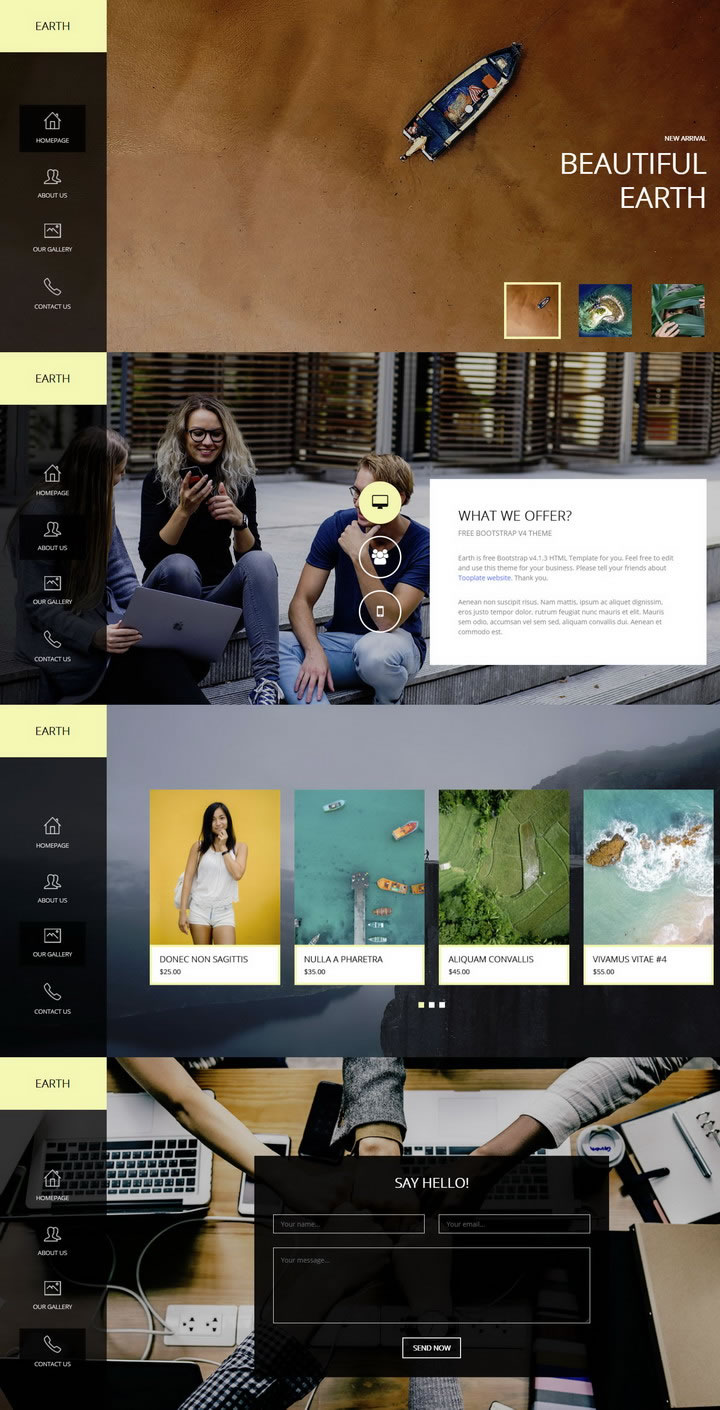 EARTH
HOMEPAGE
ABOUT US
OUR GALLERY
CONTACT US
NEW ARRIVAL
BEAUTIFUL
EARTH
EARTH
HOMEPAGE
ABOUT US
OUR GALLERY
CONTACT US
WHAT WE OFFER?
FREE BOOTSTRAP V4 THEME
Earth is free Bootstrap v4.1.3 HTML Template for you. Feel free to edit
and use this theme for your business. Please tell your friends about
Tooplate website. Thank you.
Aenean non suscipit risus. Nam mattis, ipsum ac aliquet dignissim,
eros justo tempor dolor, rutrum feugiat nunc mauris et elit. Mauris
sem odio, accumsan vel sem sed, aliquam convallis dui. Aenean et
commodo est.
EARTH
HOMEPAGE
ABOUT US
OUR GALLERY
CONTACT US
DONEC NON SAGITTIS
$25.00
NULLA A PHARETRA
$35.00
ALIQUAM CONVALLIS
$45.00
VIVAMUS VITAE #4
$55.00
EARTH
HOMEPAGE
ABOUT US
OUR GALLERY
CONTACT US
SAY HELLO!
Your name...
Your email...
Your message...
SEND NOW